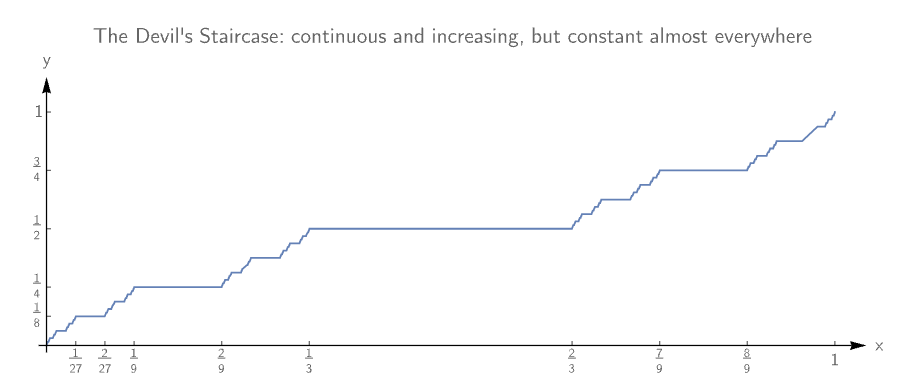 The Devil's Staircase: continuous and increasing, but constant almost everywhere
y
1
3/4
1/2
1/4
1/8
1/27 2/27 1/9 2/9 1/3 2/3 7/9 8/9 1 x